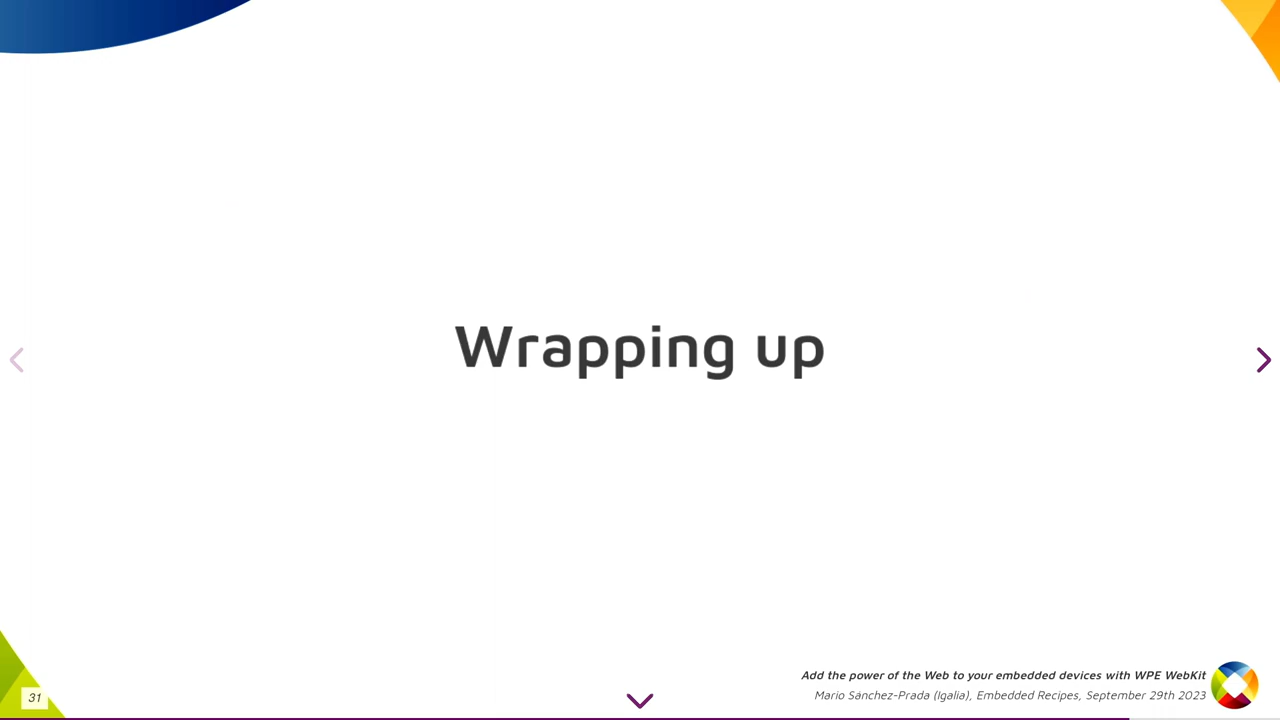 Wrapping up
Add the power of the Web to your embedded devices with WPE WebKit
Mario Sánchez-Prada (Igalia), Embedded Recipes, September 29th 2023
31